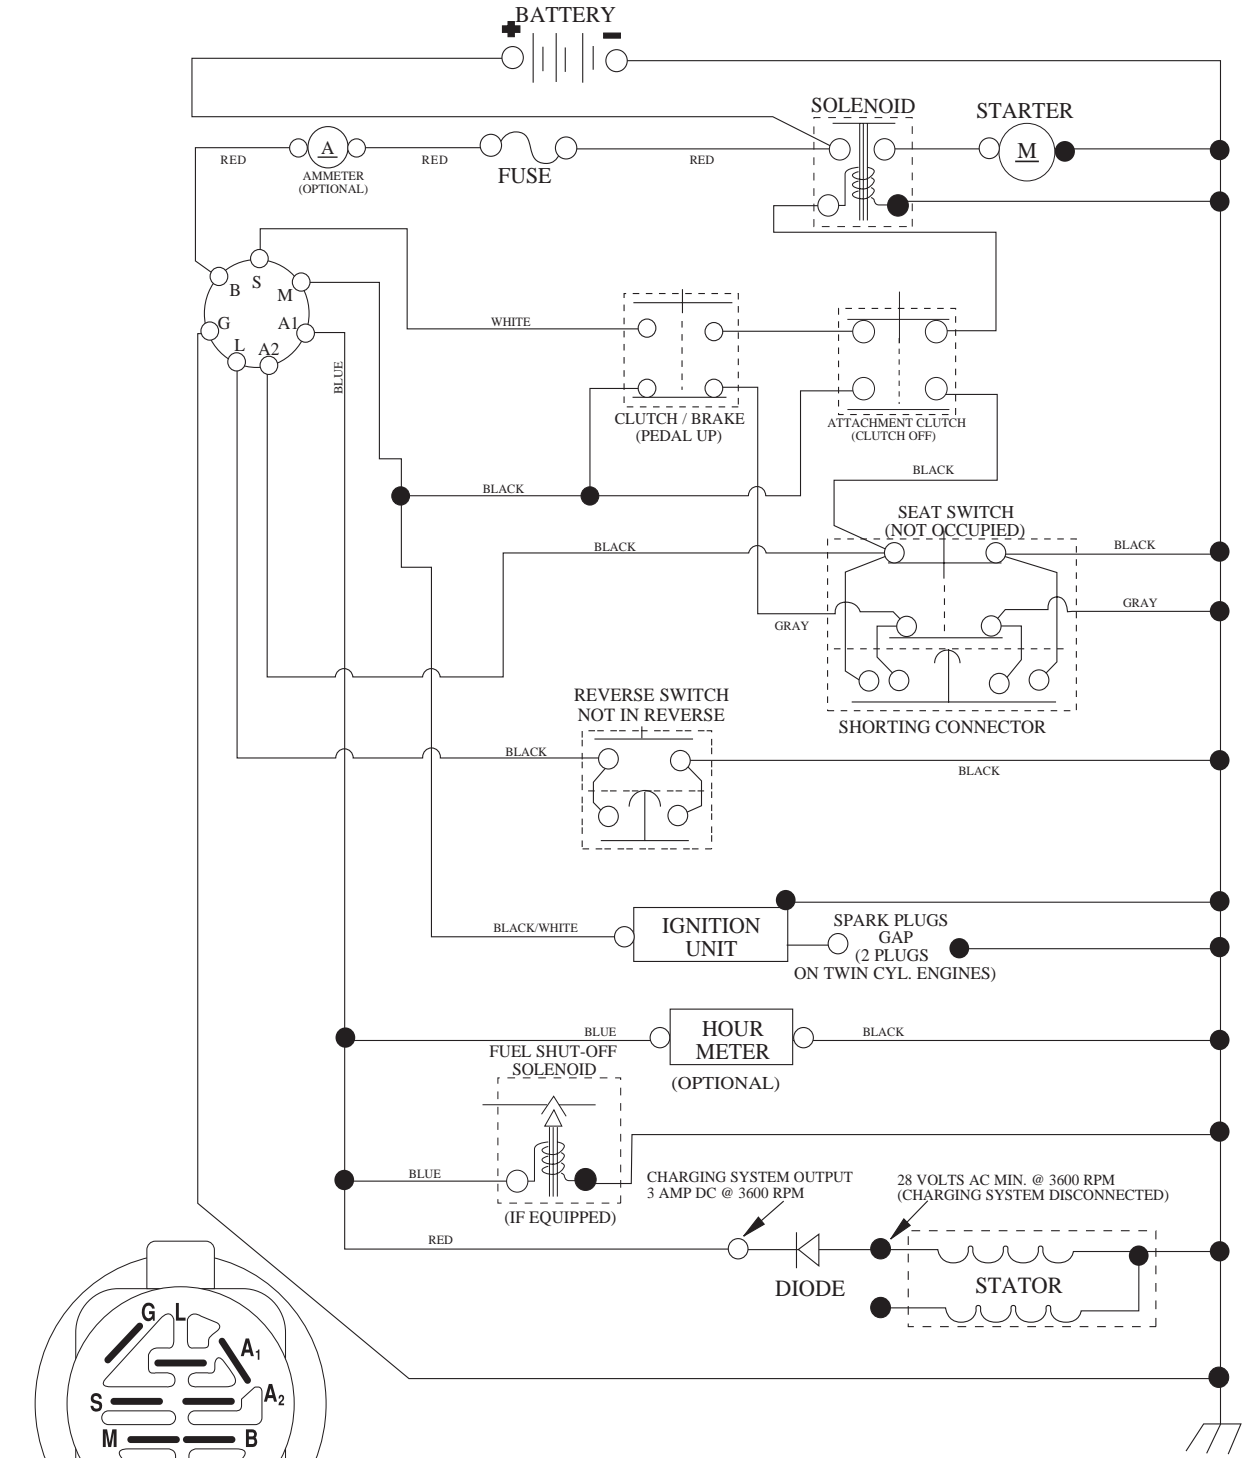 BATTERY
SOLENOID
STARTER
RED
A
RED
RED
M
AMMETER
(OPTIONAL)
FUSE
B
S
M
G
A1
L
A2
WHITE
BLUE
CLUTCH / BRAKE
(PEDAL UP)
ATTACHMENT CLUTCH
(CLUTCH OFF)
BLACK
BLACK
SEAT SWITCH
(NOT OCCUPIED)
BLACK
BLACK
GRAY
GRAY
REVERSE SWITCH
NOT IN REVERSE
SHORTING CONNECTOR
BLACK
BLACK
BLACK/WHITE
IGNITION
UNIT
SPARK PLUGS
GAP
(2 PLUGS
ON TWIN CYL. ENGINES)
BLUE
HOUR
METER
BLACK
(OPTIONAL)
FUEL SHUT-OFF
SOLENOID
BLUE
(IF EQUIPPED)
CHARGING SYSTEM OUTPUT
3 AMP DC @ 3600 RPM
28 VOLTS AC MIN. @ 3600 RPM
(CHARGING SYSTEM DISCONNECTED)
RED
DIODE
STATOR
G
L
A1
S
A2
M
B